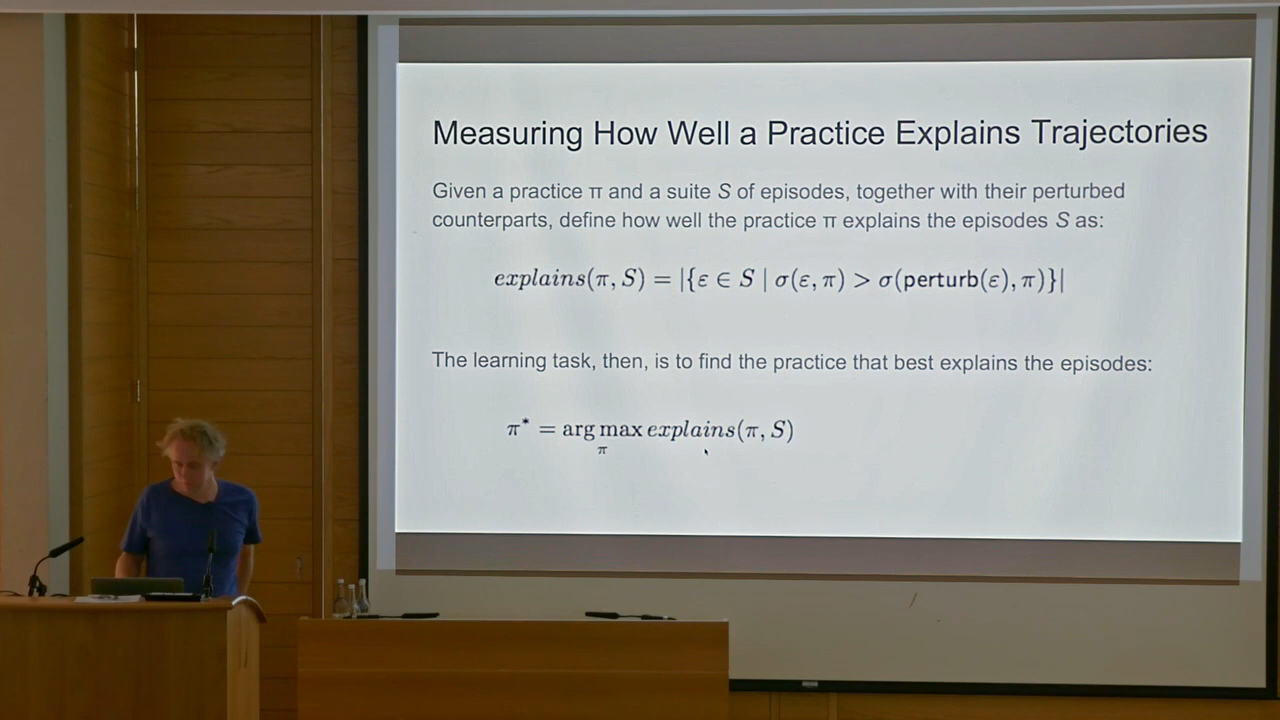 Measuring How Well a Practice Explains Trajectories
Given a practice π and a suite S of episodes, together with their perturbed
counterparts, define how well the practice π explains the episodes S as:
explains(π, S) = |{ε ∈ S | σ(ε, π) > σ(perturb(ε), π)}|
The learning task, then, is to find the practice that best explains the episodes:
π* = arg max explains(π, S)
π